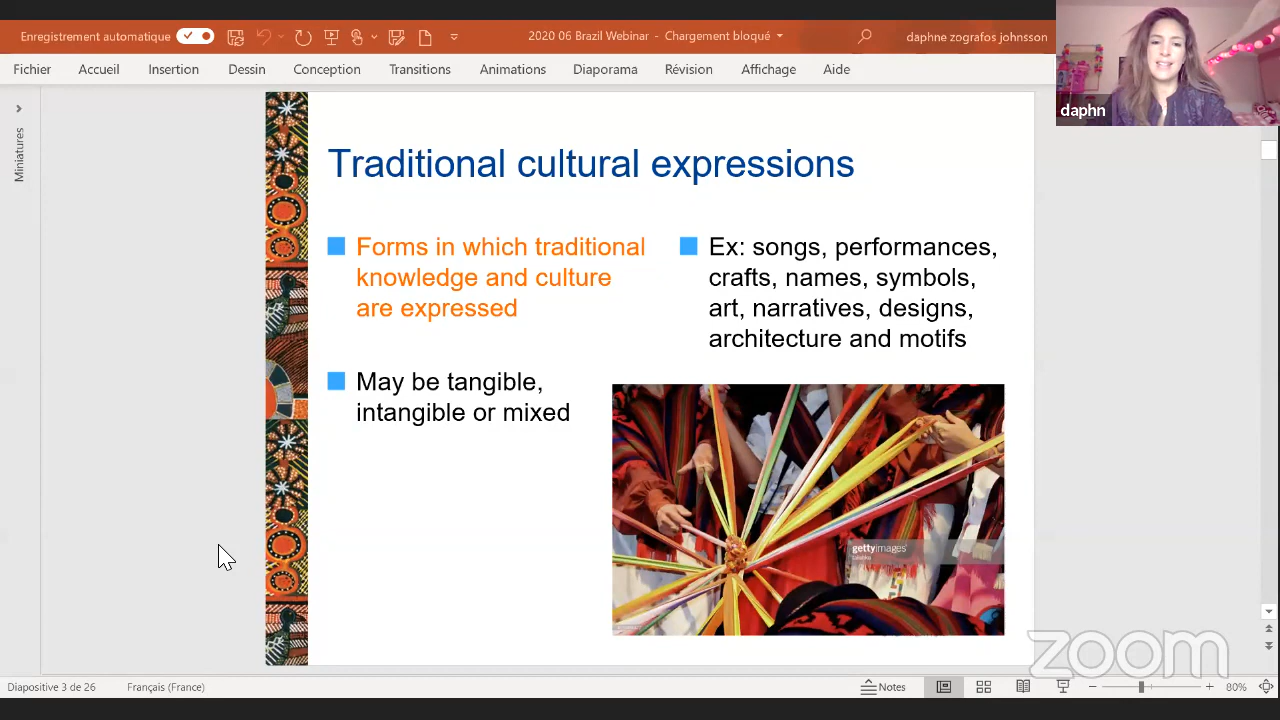 Enregistrement automatique
2020 06 Brazil Webinar - Chargement bloqué
daphne zografos johnsson
Fichier Accueil Insertion Dessin Conception Transitions Animations Diaporama Révision Affichage Aide
daphn
Miniatures
Traditional cultural expressions
Forms in which traditional
knowledge and culture
are expressed
May be tangible,
intangible or mixed
Ex: songs, performances,
crafts, names, symbols,
art, narratives, designs,
architecture and motifs
gettyimages
zoom
Diapositive 3 de 26 Français (France) Notes 80%